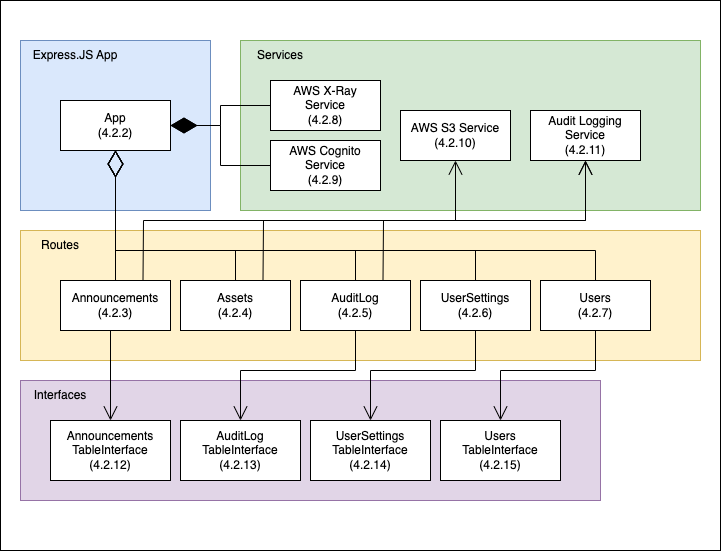 Express.JS App
App
(4.2.2)
Services
AWS X-Ray
Service
(4.2.8)
AWS Cognito
Service
(4.2.9)
AWS S3 Service
(4.2.10)
Audit Logging
Service
(4.2.11)
Routes
Announcements
(4.2.3)
Assets
(4.2.4)
AuditLog
(4.2.5)
UserSettings
(4.2.6)
Users
(4.2.7)
Interfaces
Announcements
TableInterface
(4.2.12)
AuditLog
TableInterface
(4.2.13)
UserSettings
TableInterface
(4.2.14)
Users
TableInterface
(4.2.15)